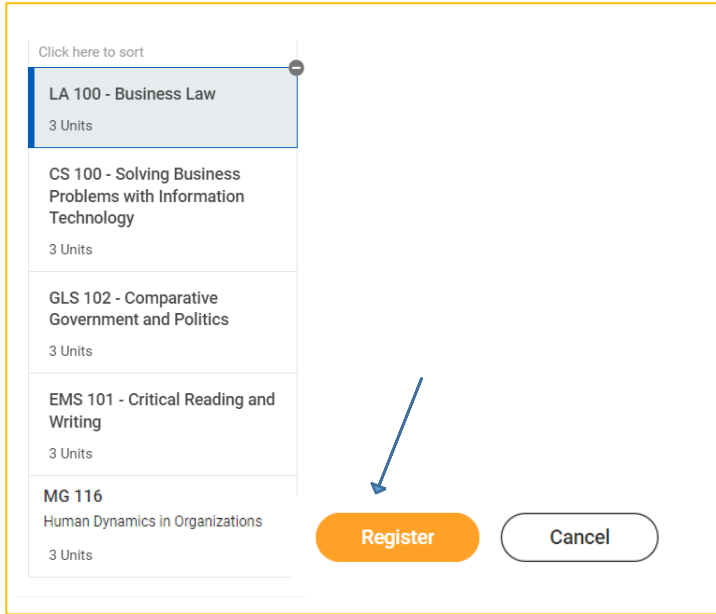 Click here to sort
LA 100 - Business Law
3 Units
CS 100 - Solving Business
Problems with Information
Technology
3 Units
GLS 102 - Comparative
Government and Politics
3 Units
EMS 101 - Critical Reading and
Writing
3 Units
MG 116
Human Dynamics in Organizations
3 Units
Register
Cancel